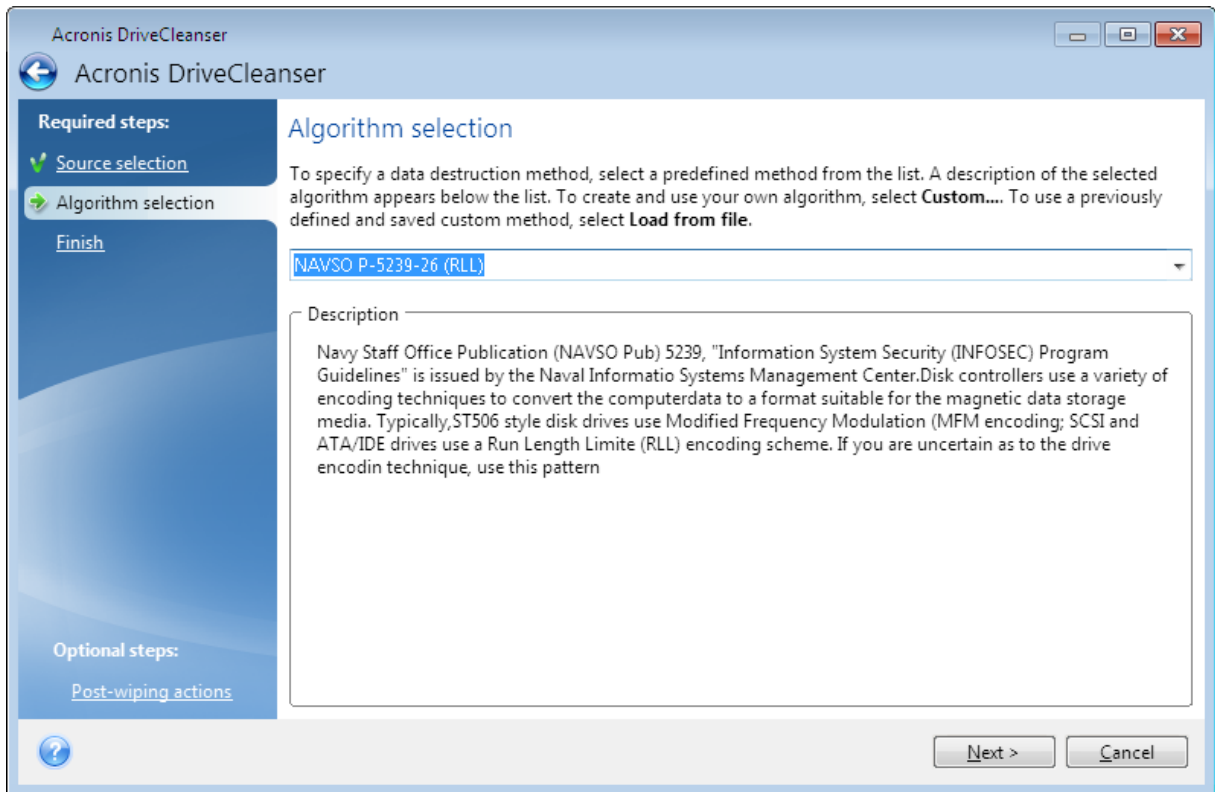 Acronis DriveCleanser
Acronis DriveCleanser
Required steps:
Source selection
Algorithm selection
Finish
Optional steps:
Post-wiping actions
Algorithm selection
To specify a data destruction method, select a predefined method from the list. A description of the selected
algorithm appears below the list. To create and use your own algorithm, select Custom.... To use a previously
defined and saved custom method, select Load from file.
NAVSO P-5239-26 (RLL)
Description
Navy Staff Office Publication (NAVSO Pub) 5239, "Information System Security (INFOSEC) Program
Guidelines" is issued by the Naval Informatio Systems Management Center.Disk controllers use a variety of
encoding techniques to convert the computerdata to a format suitable for the magnetic data storage
media. Typically,ST506 style disk drives use Modified Frequency Modulation (MFM encoding; SCSI and
ATA/IDE drives use a Run Length Limite (RLL) encoding scheme. If you are uncertain as to the drive
encodin technique, use this pattern
?
Next >
Cancel